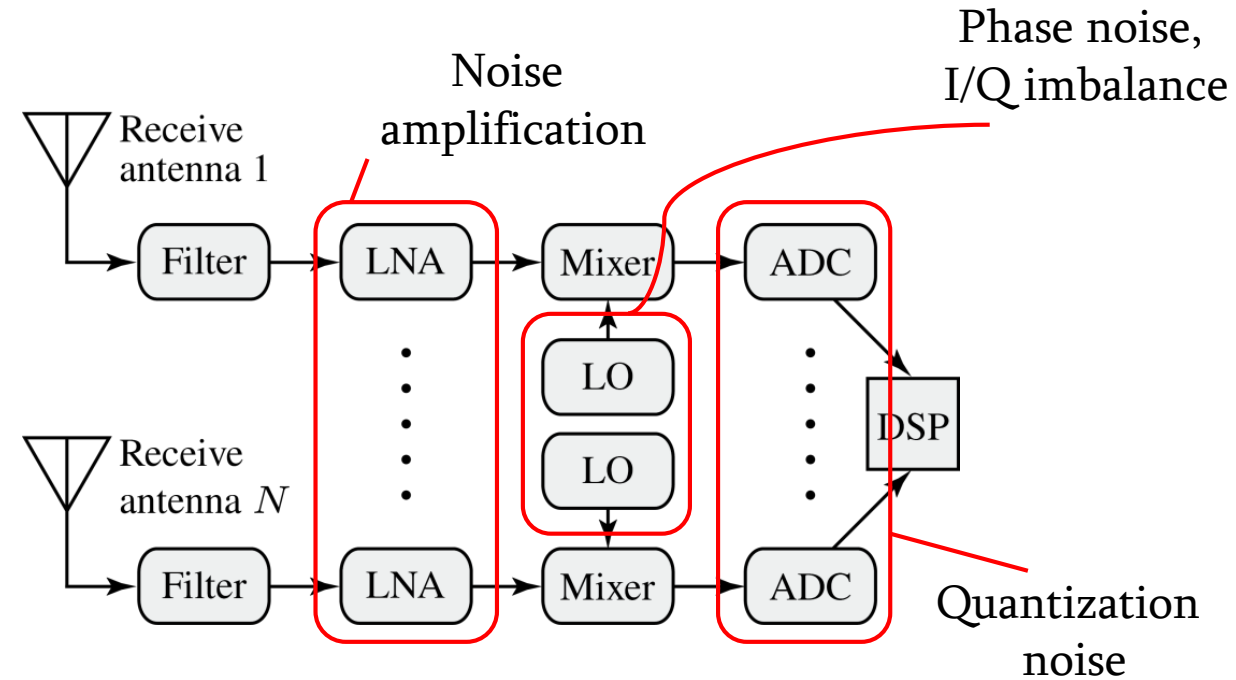 Phase noise,
I/Q imbalance
Noise
amplification
Receive
antenna 1
Filter
LNA
Mixer
ADC
LO
DSP
LO
Receive
antenna N
Filter
LNA
Mixer
ADC
Quantization
noise